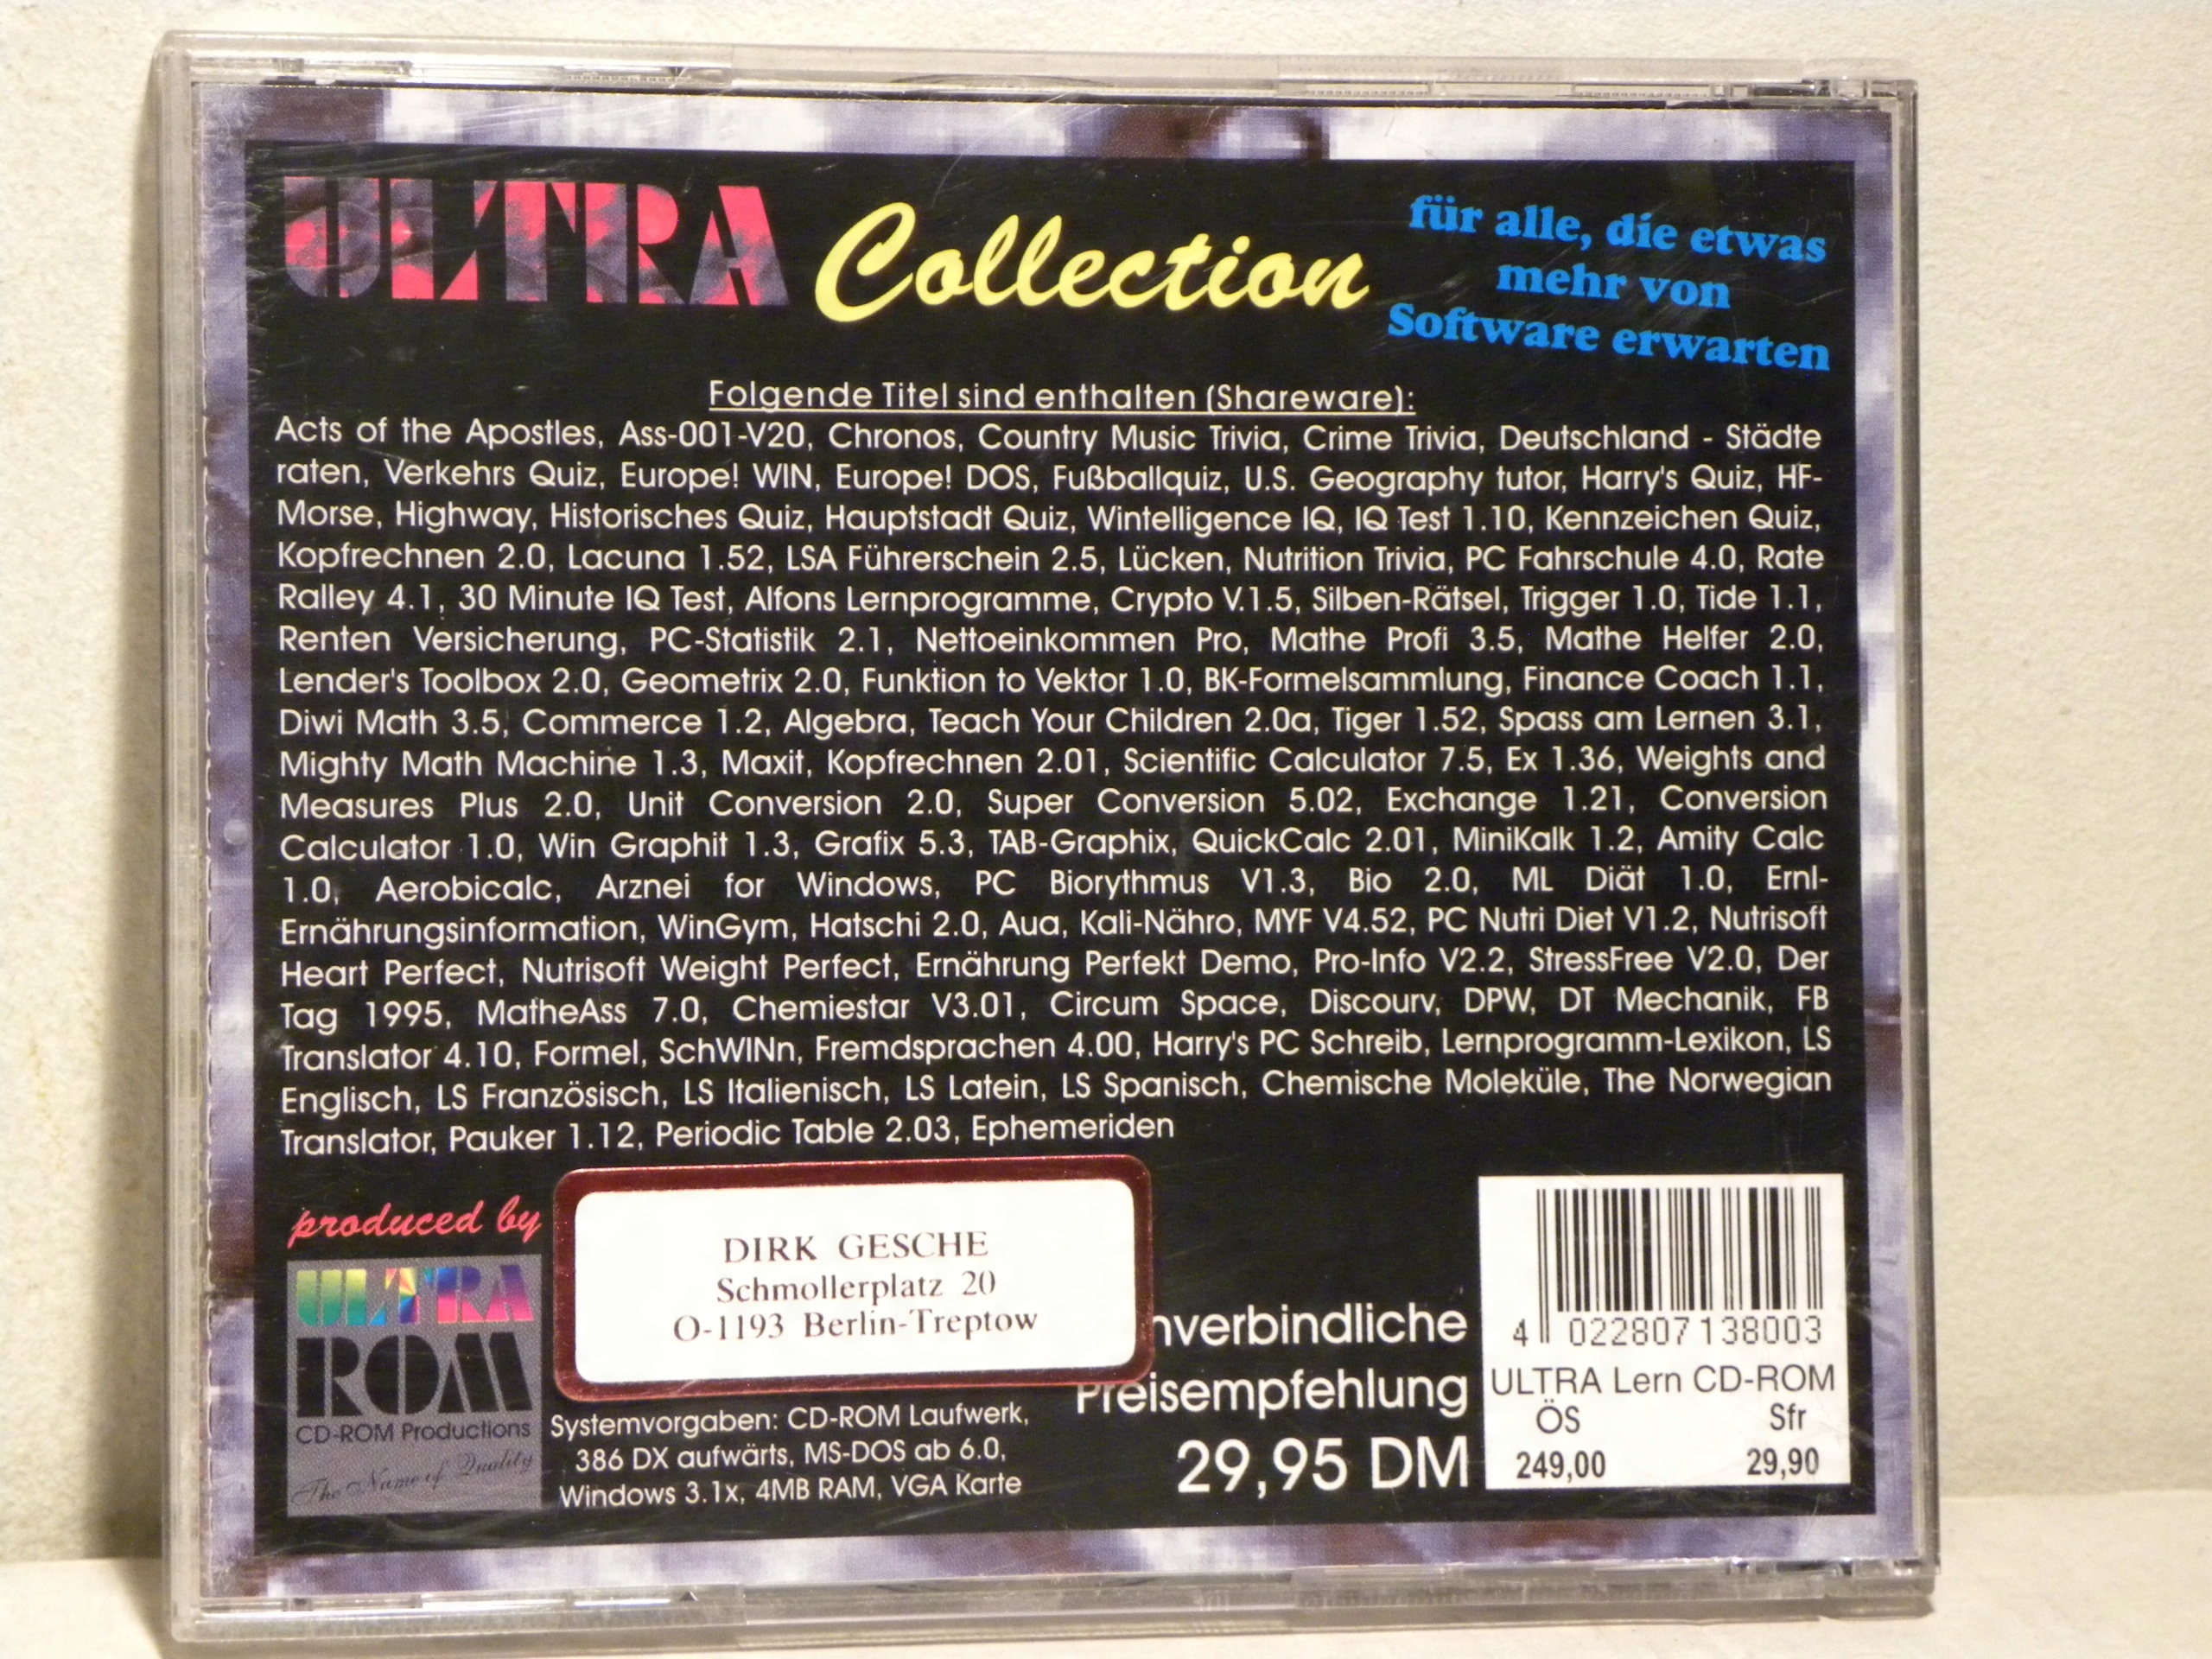 ULTRA Collection
für alle, die etwas
mehr von
Software erwarten
Folgende Titel sind enthalten (Shareware):
Acts of the Apostles, Ass-001-V20, Chronos, Country Music Trivia, Crime Trivia, Deutschland - Städte
raten, Verkehrs Quiz, Europe! WIN, Europe! DOS, Fußballquiz, U.S. Geography tutor, Harry's Quiz, HF-
Morse, Highway, Historisches Quiz, Hauptstadt Quiz, Wintelligence IQ, IQ Test 1.10, Kennzeichen Quiz,
Kopfrechnen 2.0, Lacuna 1.52, LSA Führerschein 2.5, Lücken, Nutrition Trivia, PC Fahrschule 4.0, Rate
Ralley 4.1, 30 Minute IQ Test, Alfons Lernprogramme, Crypto V.1.5, Silben-Rätsel, Trigger 1.0, Tide 1.1,
Renten Versicherung, PC-Statistik 2.1, Nettoeinkommen Pro, Mathe Profi 3.5, Mathe Helfer 2.0,
Lender's Toolbox 2.0, Geometrix 2.0, Funktion to Vektor 1.0, BK-Formelsammlung, Finance Coach 1.1,
Diwi Math 3.5, Commerce 1.2, Algebra, Teach Your Children 2.0a, Tiger 1.52, Spass am Lernen 3.1,
Mighty Math Machine 1.3, Maxit, Kopfrechnen 2.01, Scientific Calculator 7.5, Ex 1.36, Weights and
Measures Plus 2.0, Unit Conversion 2.0, Super Conversion 5.02, Exchange 1.21, Conversion
Calculator 1.0, Win Graphit 1.3, Grafix 5.3, TAB-Graphix, QuickCalc 2.01, MiniKalk 1.2, Amity Calc
1.0, Aerobicalc, Arznei for Windows, PC Biorythmus V1.3, Bio 2.0, ML Diät 1.0, ErnI-
Ernährungsinformation, WinGym, Hatschi 2.0, Aua, Kali-Nähro, MYF V4.52, PC Nutri Diet V1.2, Nutrisoft
Heart Perfect, Nutrisoft Weight Perfect, Ernährung Perfekt Demo, Pro-Info V2.2, StressFree V2.0, Der
Tag 1995, MatheAss 7.0, Chemiestar V3.01, Circum Space, Discourv, DPW, DT Mechanik, FB
Translator 4.10, Formel, SchWINn, Fremdsprachen 4.00, Harry's PC Schreib, Lernprogramm-Lexikon, LS
Englisch, LS Französisch, LS Italienisch, LS Latein, LS Spanisch, Chemische Moleküle, The Norwegian
Translator, Pauker 1.12, Periodic Table 2.03, Ephemeriden
produced by
ULTRA
ROM
CD-ROM Productions
The Name of Quality
DIRK GESCHE
Schmollerplatz 20
O-1193 Berlin-Treptow
Systemvorgaben: CD-ROM Laufwerk,
386 DX aufwärts, MS-DOS ab 6.0,
Windows 3.1x, 4MB RAM, VGA Karte
nverbindliche
Preisempfehlung
29,95 DM
4 022807 138003
ULTRA Lern CD-ROM
ÖS Sfr
249,00 29,90